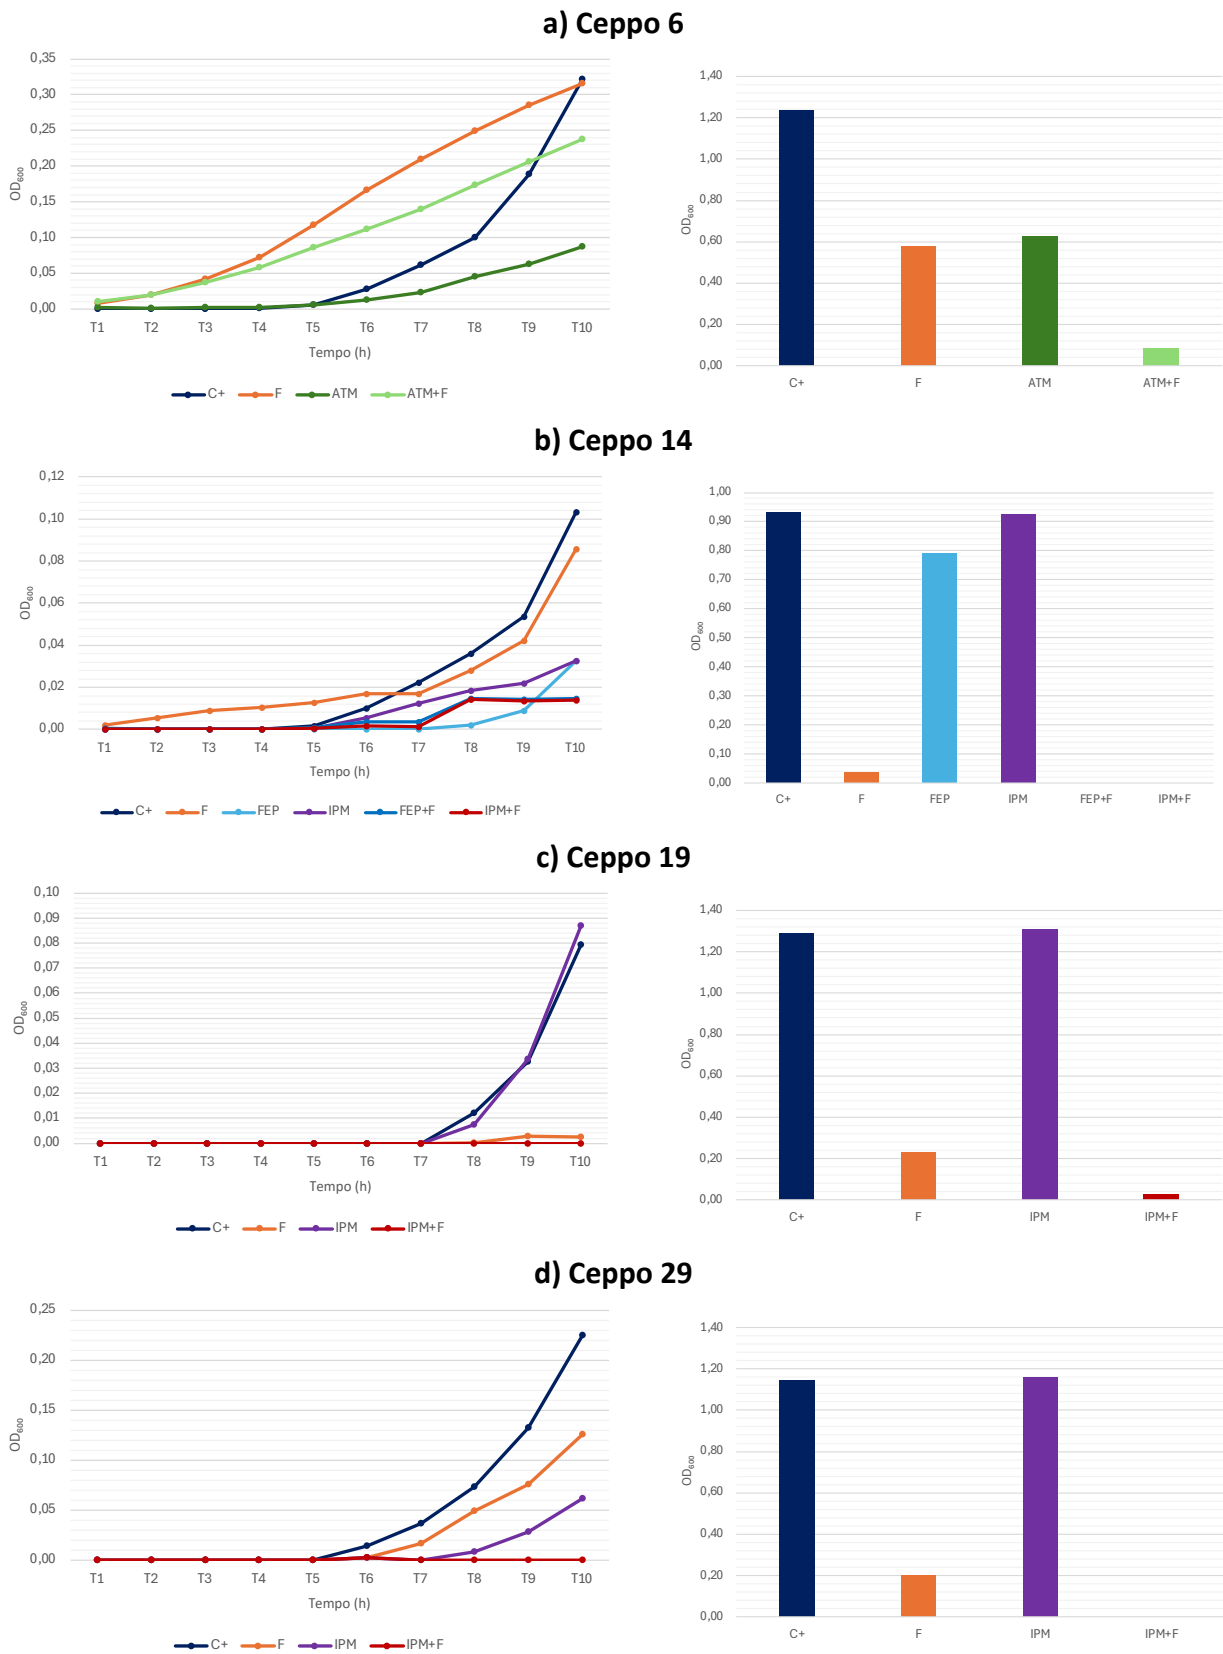 a) Ceppo 6
0,35
0,30
0,25
0,20
0,15
0,10
0,05
0,00
OD600
T1 T2 T3 T4 T5 T6 T7 T8 T9 T10
Tempo (h)
C+ F ATM ATM+F
1,40
1,20
1,00
0,80
0,60
0,40
0,20
0,00
OD600
C+ F ATM ATM+F
b) Ceppo 14
0,12
0,10
0,08
0,06
0,04
0,02
0,00
OD600
T1 T2 T3 T4 T5 T6 T7 T8 T9 T10
Tempo (h)
C+ F FEP IPM FEP+F IPM+F
1,00
0,90
0,80
0,70
0,60
0,50
0,40
0,30
0,20
0,10
0,00
OD600
C+ F FEP IPM FEP+F IPM+F
c) Ceppo 19
0,10
0,09
0,08
0,07
0,06
0,05
0,04
0,03
0,02
0,01
0,00
OD600
T1 T2 T3 T4 T5 T6 T7 T8 T9 T10
Tempo (h)
C+ F IPM IPM+F
1,40
1,20
1,00
0,80
0,60
0,40
0,20
0,00
OD600
C+ F IPM IPM+F
d) Ceppo 29
0,25
0,20
0,15
0,10
0,05
0,00
OD600
T1 T2 T3 T4 T5 T6 T7 T8 T9 T10
Tempo (h)
C+ F IPM IPM+F
1,40
1,20
1,00
0,80
0,60
0,40
0,20
0,00
OD600
C+ F IPM IPM+F